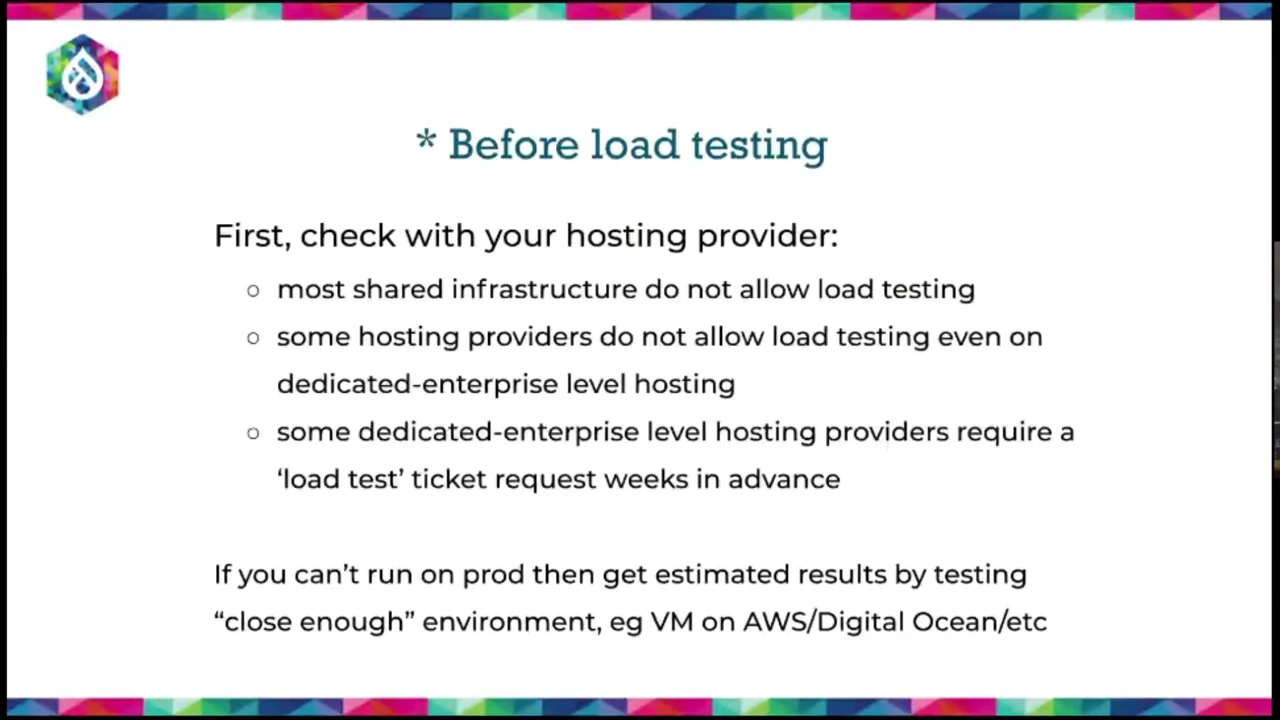 * Before load testing
First, check with your hosting provider:
○ most shared infrastructure do not allow load testing
○ some hosting providers do not allow load testing even on
dedicated-enterprise level hosting
○ some dedicated-enterprise level hosting providers require a
‘load test’ ticket request weeks in advance
If you can’t run on prod then get estimated results by testing
“close enough” environment, eg VM on AWS/Digital Ocean/etc